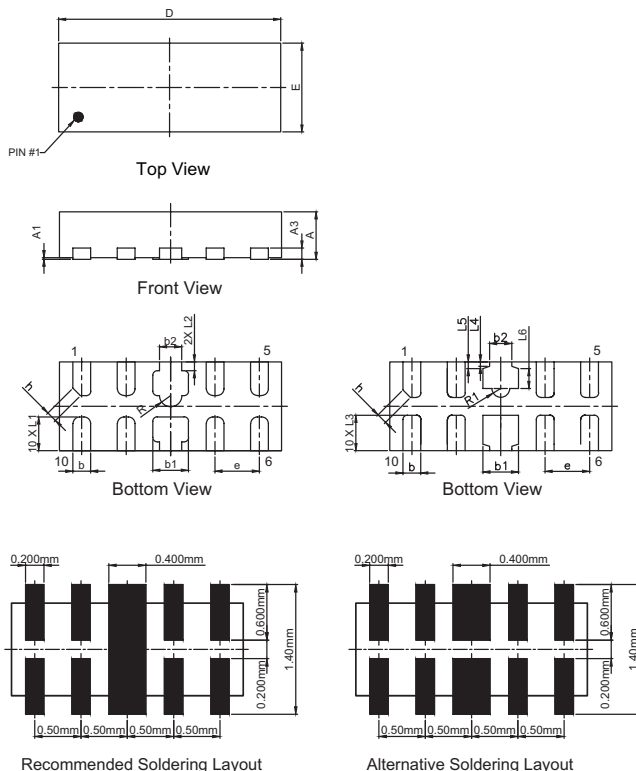 D
E
PIN #1
Top View
A1
A3
A
Front View
b2
2X L2
1
5
h
R
10 X L1
10
b
b1
e
6
Bottom View
L5
L4
b2
L6
1
5
h
R1
10 X L3
10
b
b1
e
6
Bottom View
0.200mm
0.400mm
0.600mm
0.200mm
1.40mm
0.50mm
0.50mm
0.50mm
0.50mm
Recommended Soldering Layout
0.200mm
0.400mm
0.600mm
0.200mm
1.40mm
0.50mm
0.50mm
0.50mm
0.50mm
Alternative Soldering Layout